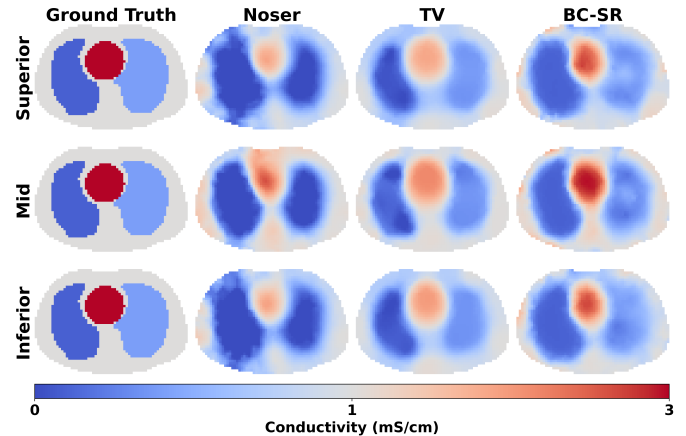 Ground Truth Noser TV BC-SR
Superior
Mid
Inferior
0 1 3
Conductivity (mS/cm)